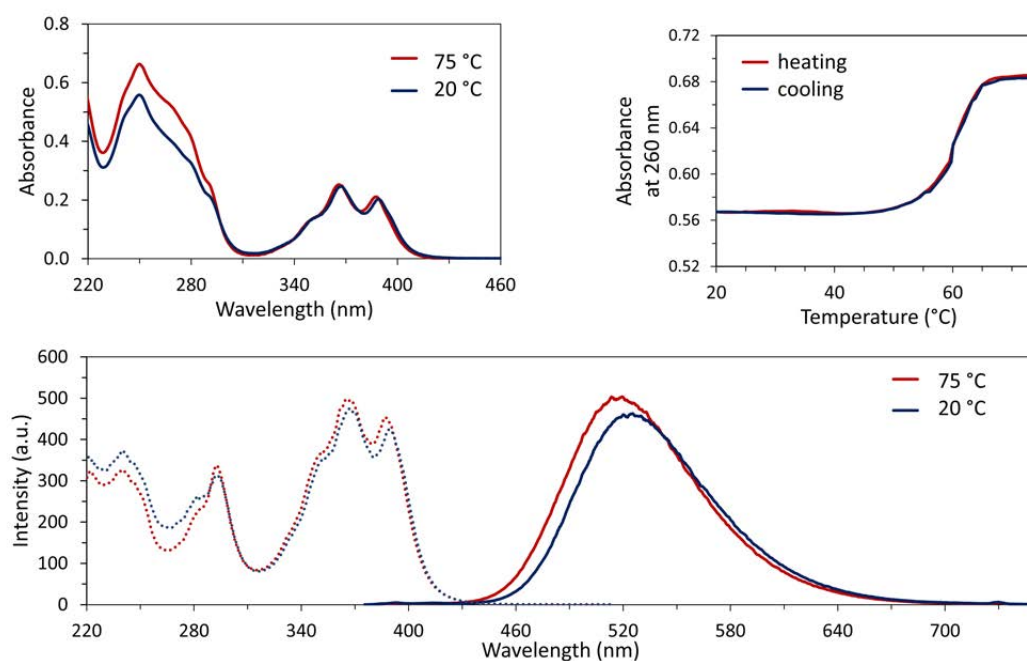 0.8
0.6
0.4
0.2
0.0
Absorbance
75 °C
20 °C
220
280
340
400
460
Wavelength (nm)
0.72
0.68
0.64
0.60
0.56
0.52
Absorbance
at 260 nm
heating
cooling
20
40
60
Temperature (°C)
600
500
400
300
200
100
0
Intensity (a.u.)
75 °C
20 °C
220
280
340
400
460
520
580
640
700
Wavelength (nm)